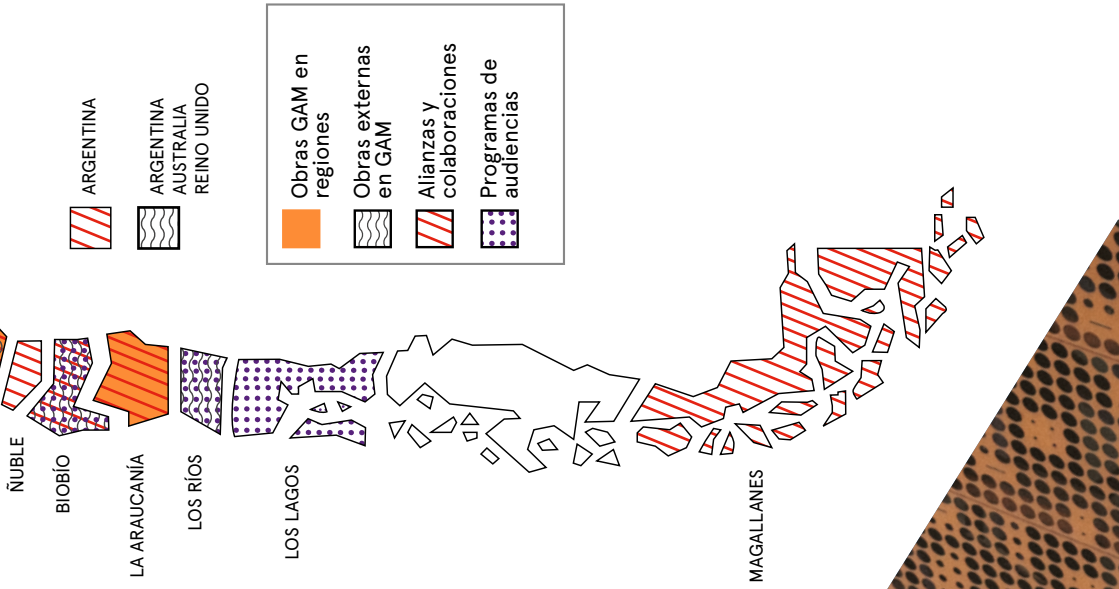 ARGENTINA
ARGENTINA
AUSTRALIA
REINO UNIDO
Obras GAM en
regiones
Obras externas
en GAM
Alianzas y
colaboraciones
Programas de
audiencias
ÑUBLE
BIOBÍO
LA ARAUCANÍA
LOS RÍOS
LOS LAGOS
MAGALLANES